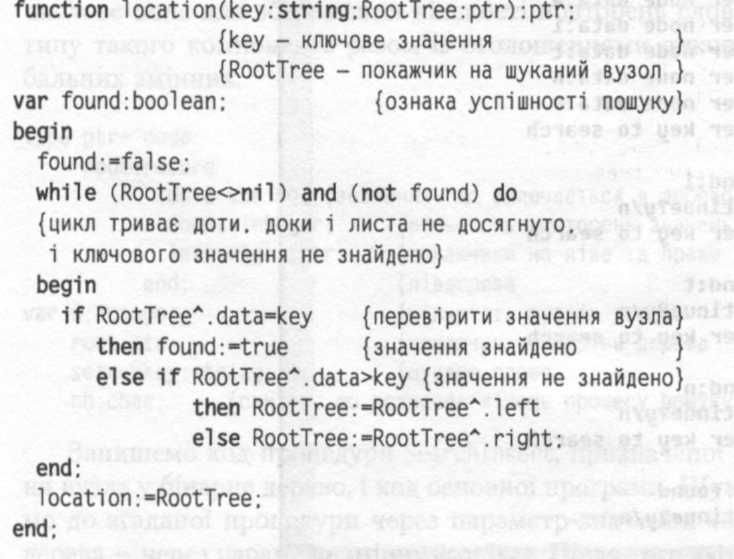 function location(key:string;RootTree:ptr):ptr;
{key – ключове значення }
{RootTree – покажчик на шуканий вузол }
var found:boolean; {ознака успішності пошуку}
begin
found:=false;
while (RootTree<>nil) and (not found) do
{цикл триває доти. доки і листа не досягнуто.
і ключового значення не знайдено}
begin
if RootTree^.data=key {перевірити значення вузла}
then found:=true {значення знайдено }
else if RootTree^.data>key {значення не знайдено}
then RootTree:=RootTree^.left
else RootTree:=RootTree^.right;
end;
location:=RootTree.
end;